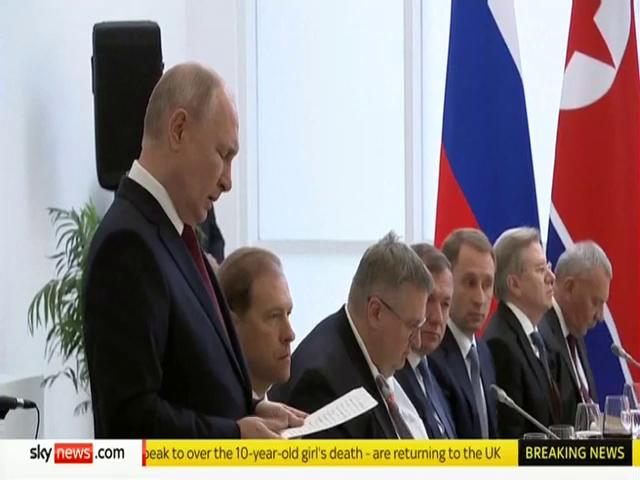 sky news.com
peak to over the 10-year-old girl's death - are returning to the UK
BREAKING NEWS